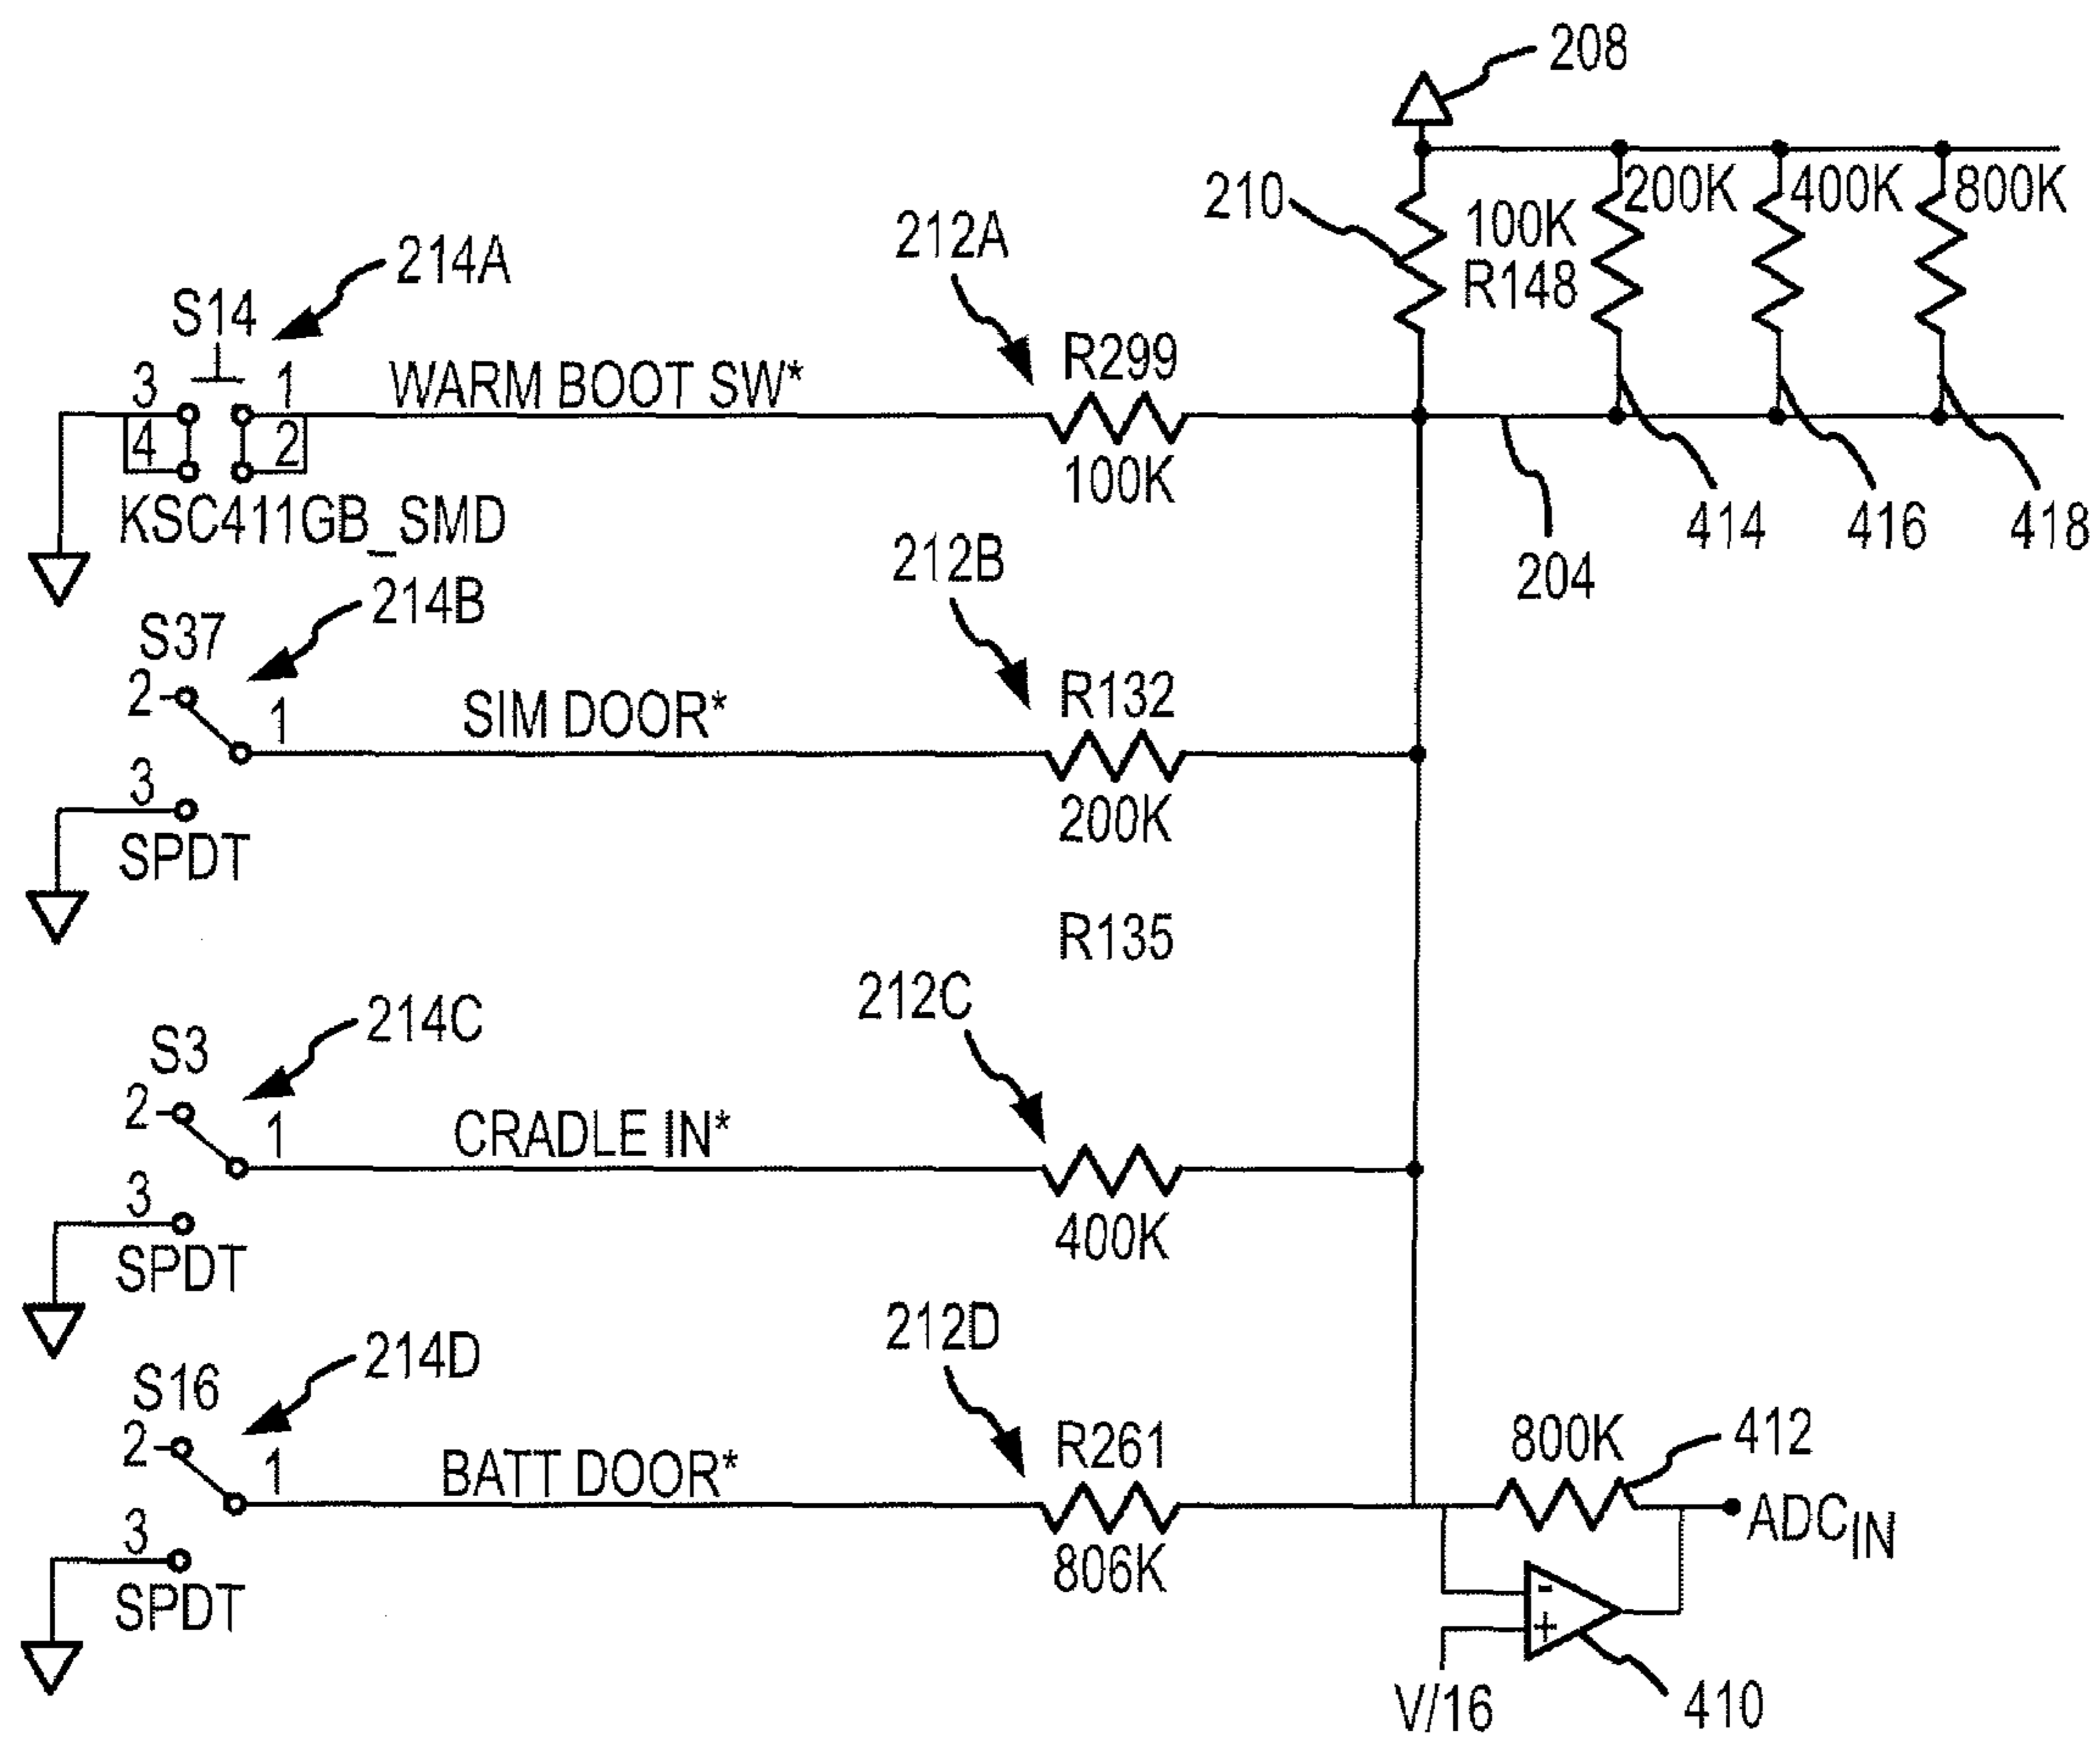 208
210
100K
R148
200K
400K
800K
212A
214A
S14
3
1
WARM BOOT SW*
R299
4
2
100K
KSC411GB_SMD
204
414
416
418
212B
214B
S37
2
1
SIM DOOR*
R132
3
200K
SPDT
R135
212C
214C
S3
2
1
CRADLE IN*
3
400K
SPDT
212D
214D
S16
2
1
BATT DOOR*
R261
800K
412
3
806K
ADCIN
SPDT
-
+
V/16
410